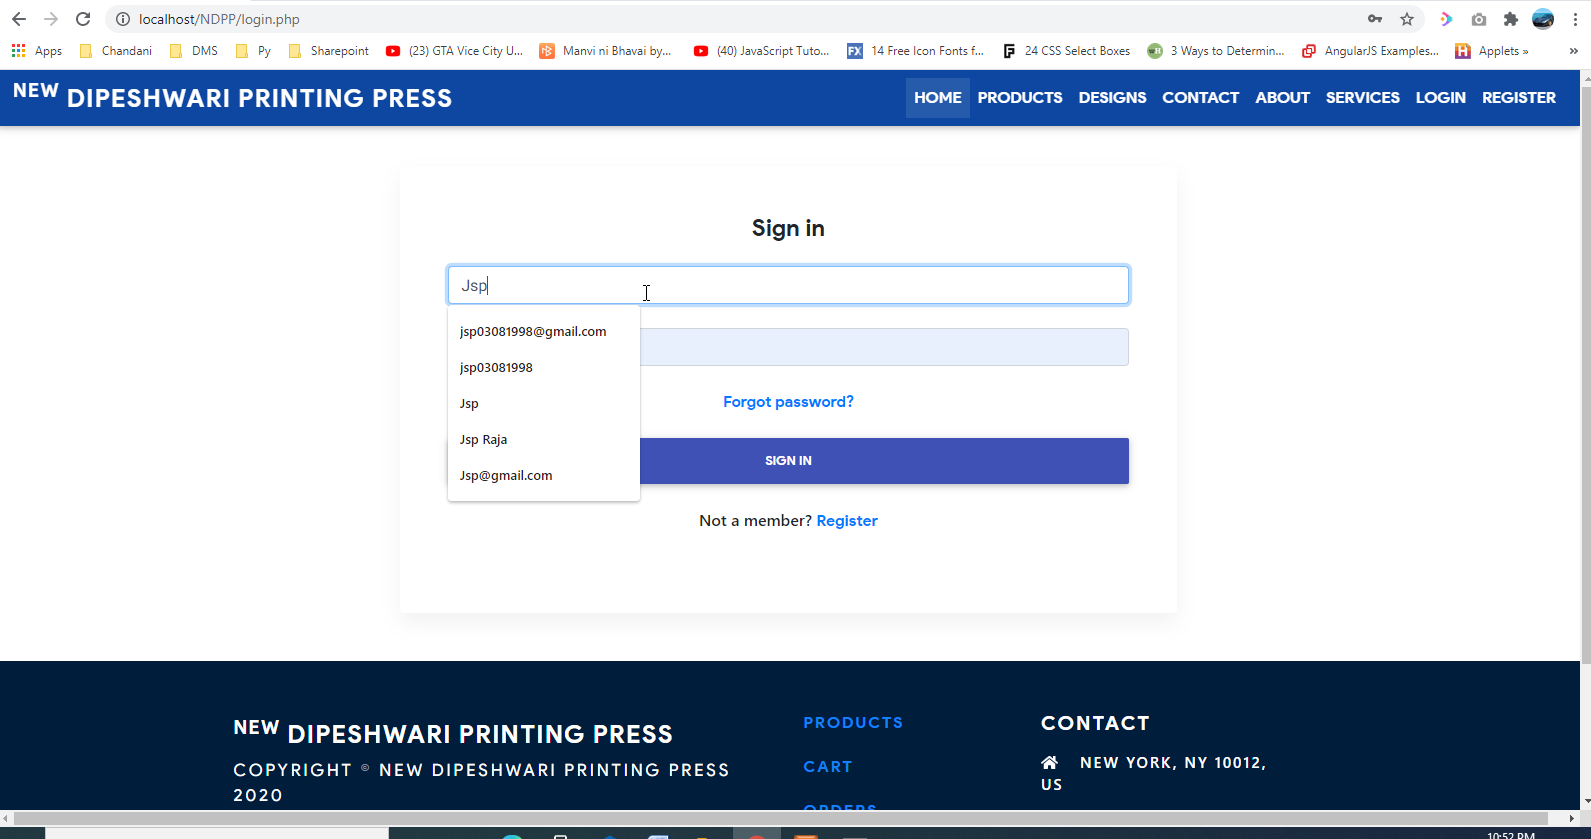 localhost/NDPP/login.php
Apps Chandani DMS Py Sharepoint (23) GTA Vice City U... Manvi ni Bhavai by... (40) JavaScript Tuto... FX 14 Free Icon Fonts f... 24 CSS Select Boxes 3 Ways to Determin... AngularJS Examples... Applets »
NEW DIPESHWARI PRINTING PRESS HOME PRODUCTS DESIGNS CONTACT ABOUT SERVICES LOGIN REGISTER
Sign in
Jsp
jsp03081998@gmail.com
jsp03081998
Jsp
Forgot password?
Jsp Raja
SIGN IN
Jsp@gmail.com
Not a member? Register
NEW DIPESHWARI PRINTING PRESS
COPYRIGHT © NEW DIPESHWARI PRINTING PRESS
2020
PRODUCTS
CART
ORDERS
CONTACT
NEW YORK, NY 10012,
US
10:52 PM